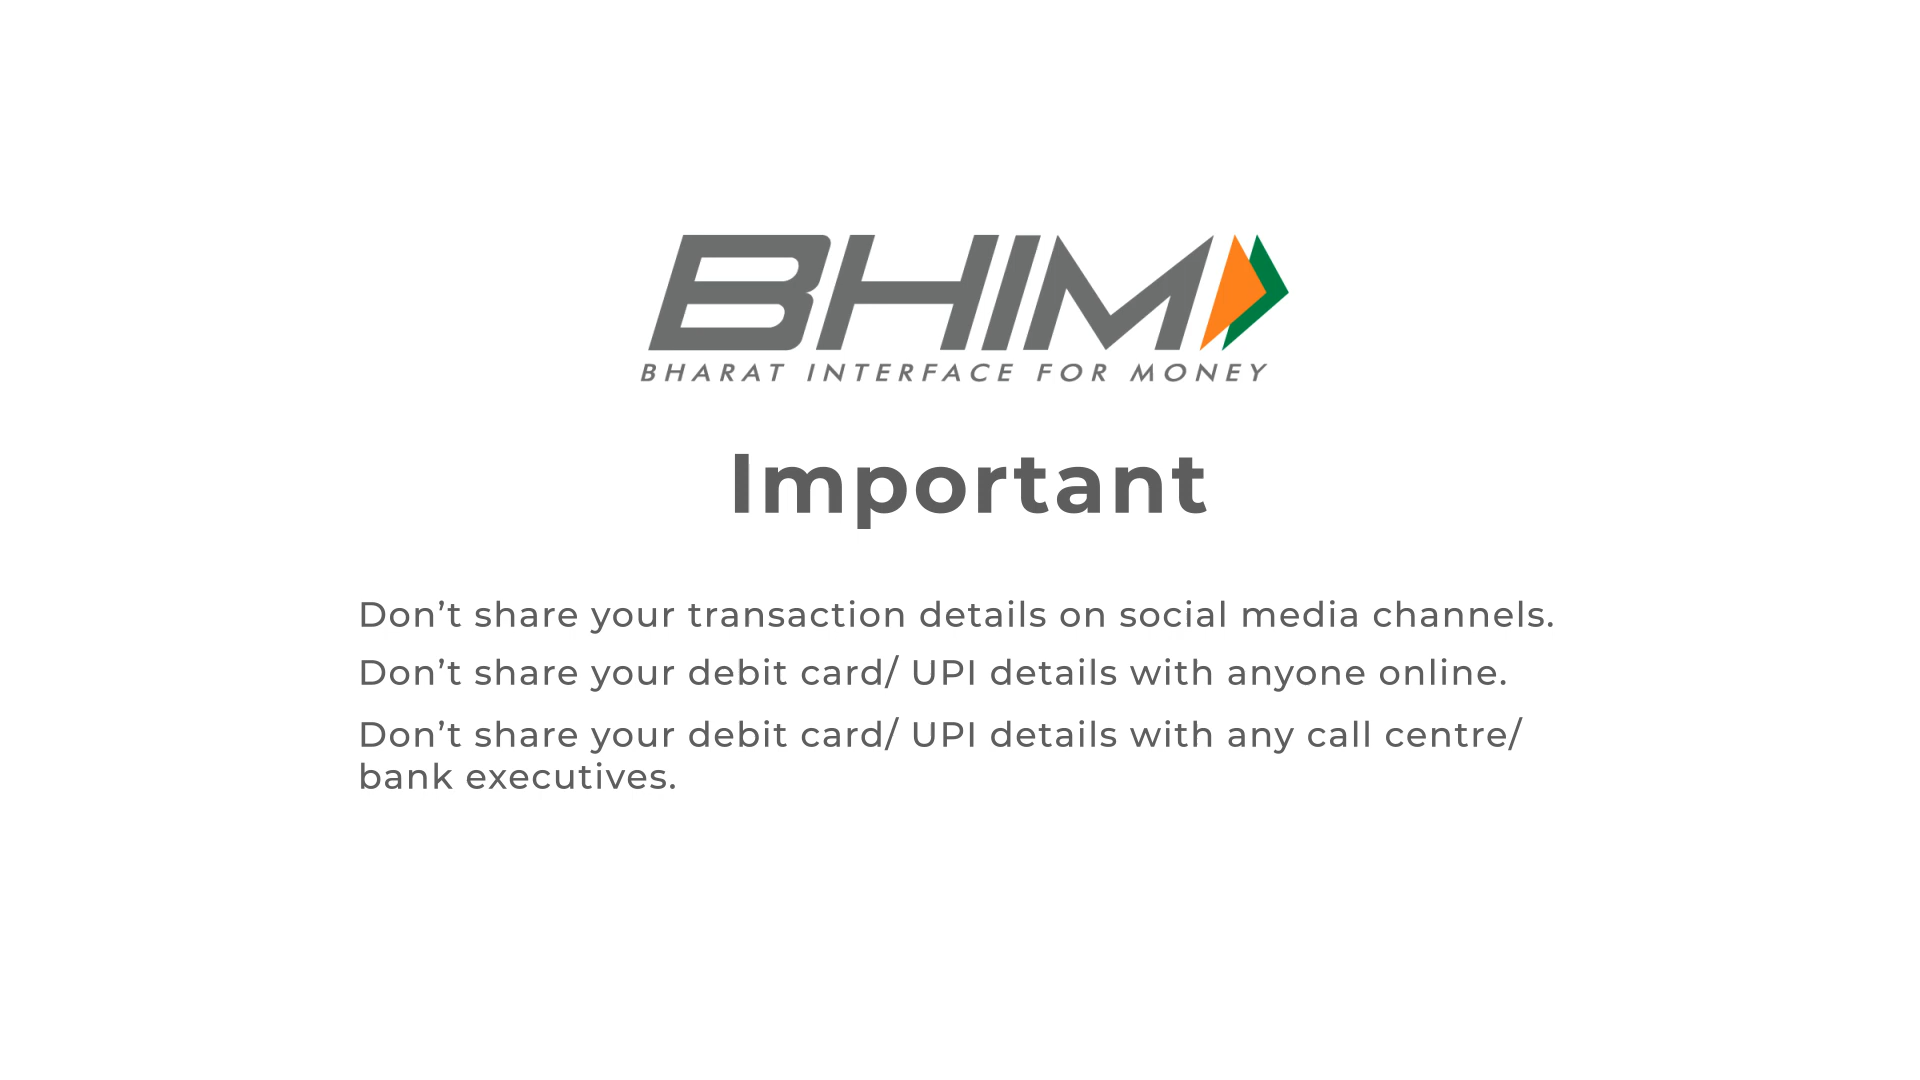 BHIM
BHARAT INTERFACE FOR MONEY
Important
Don’t share your transaction details on social media channels.
Don’t share your debit card/ UPI details with anyone online.
Don’t share your debit card/ UPI details with any call centre/
bank executives.